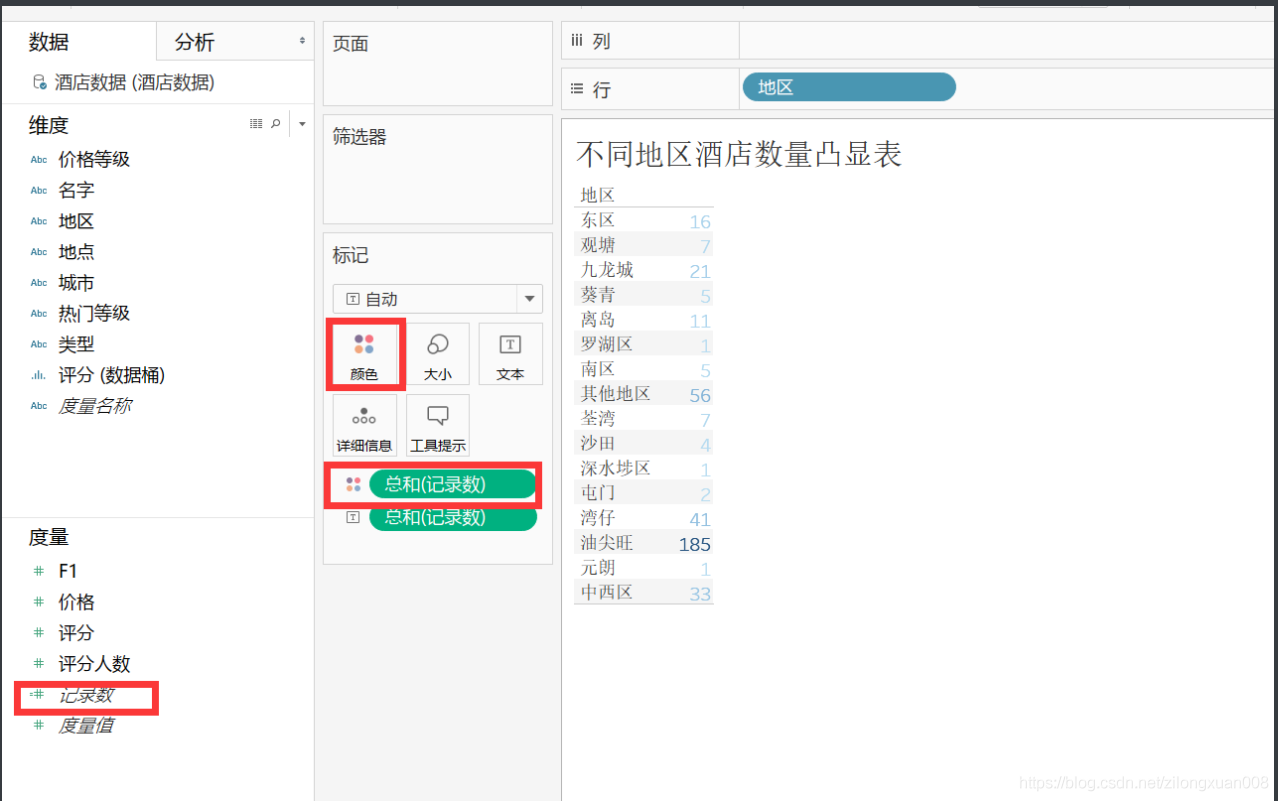 数据
分析
酒店数据 (酒店数据)
维度
Abc 价格等级
Abc 名字
Abc 地区
Abc 地点
Abc 城市
Abc 热门等级
Abc 类型
评分 (数据桶)
Abc 度量名称
度量
# F1
# 价格
# 评分
# 评分人数
=# 记录数
# 度量值
页面
筛选器
标记
T 自动
颜色
大小
T 文本
详细信息
工具提示
总和(记录数)
T 总和(记录数)
iii 列
行 地区
不同地区酒店数量凸显表
地区
东区 16
观塘 7
九龙城 21
葵青 5
离岛 11
罗湖区 1
南区 5
其他地区 56
荃湾 7
沙田 4
深水埗区 1
屯门 2
湾仔 41
油尖旺 185
元朗 1
中西区 33
https://blog.csdn.net/zilongxuan008